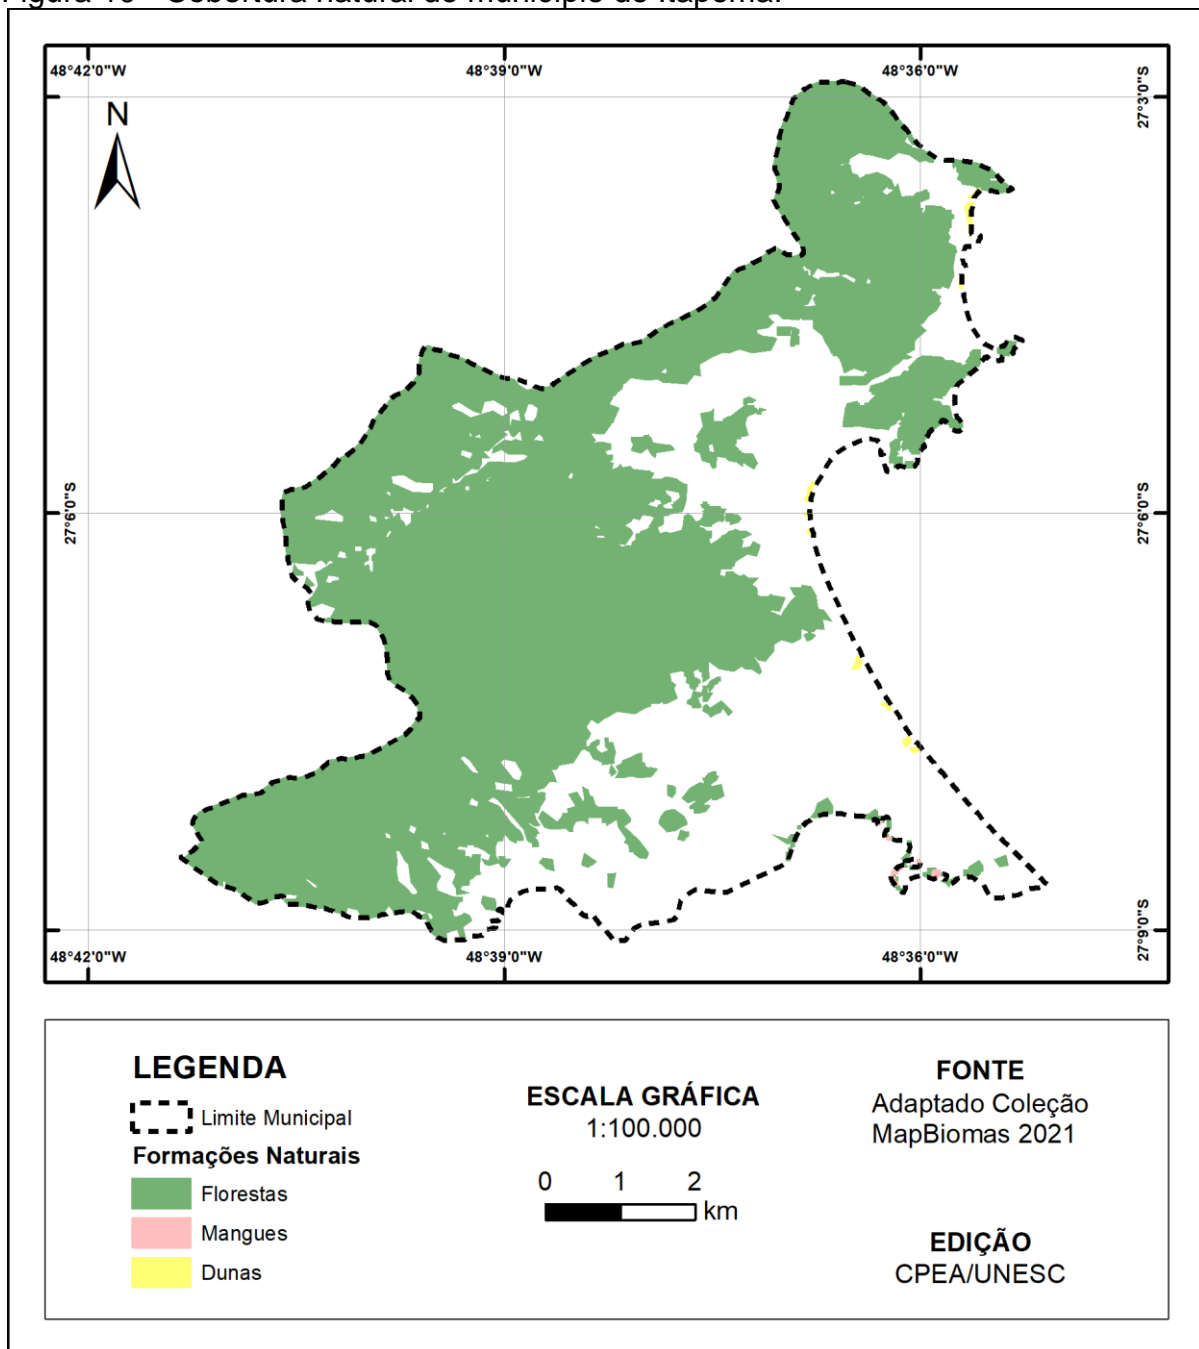 48°42'0"W 48°39'0"W 48°36'0"W
27°3'0"S
N
27°6'0"S 27°6'0"S
27°9'0"S
48°42'0"W 48°39'0"W 48°36'0"W
LEGENDA
Limite Municipal
Formações Naturais
Florestas
Mangues
Dunas
ESCALA GRÁFICA
1:100.000
0 1 2
km
FONTE
Adaptado Coleção
MapBiomas 2021
EDIÇÃO
CPEA/UNESC